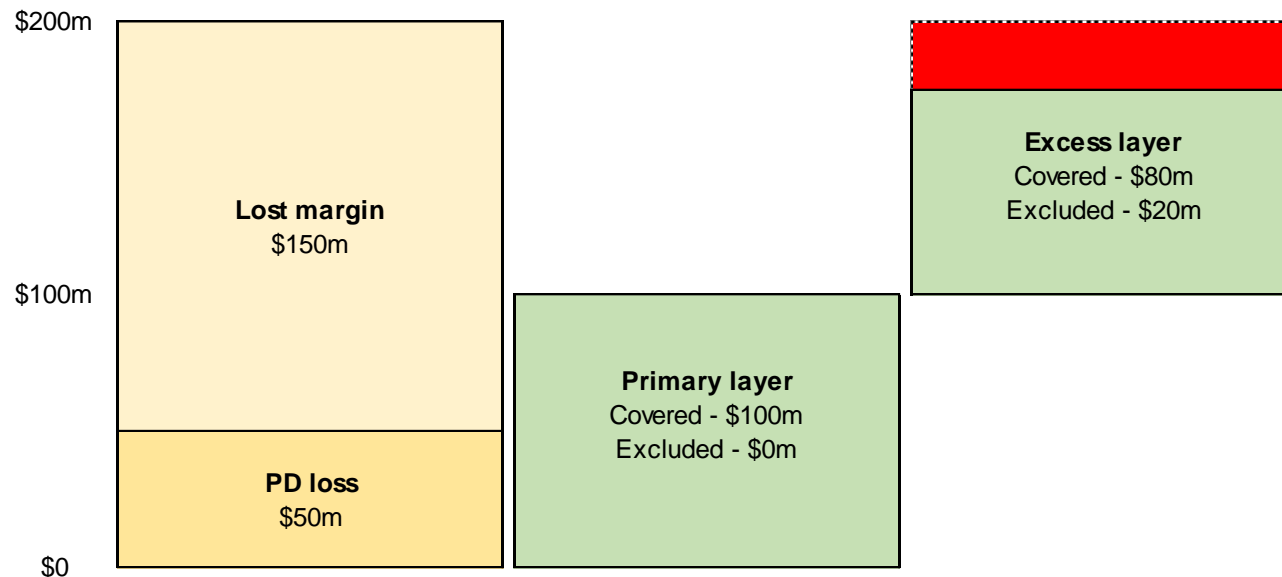 $200m
Lost margin
$150m
$100m
PD loss
$50m
$0
Primary layer
Covered - $100m
Excluded - $0m
Excess layer
Covered - $80m
Excluded - $20m